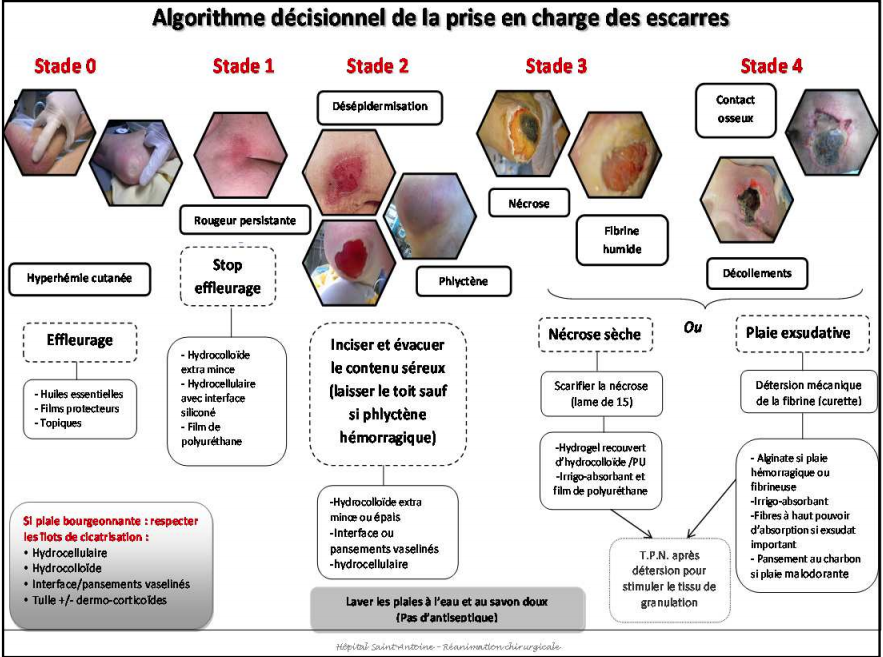 Algorithme décisionnel de la prise en charge des escarres
Stade 0
Stade 1
Stade 2
Stade 3
Stade 4
Désépidermisation
Contact
osseux
Nécrose
Rougeur persistante
Fibrine
humide
Hyperhémie cutanée
Phlyctène
Décollements
Stop
effleurage
Effleurage
Inciser et évacuer
le contenu séreux
(laisser le toit sauf
si phlyctène
hémorragique)
Nécrose sèche
Ou
Plaie exsudative
- Huiles essentielles
- Films protecteurs
- Topiques
- Hydrocolloïde
extra mince
- Hydrocellulaire
avec interface
siliconé
- Film de
polyuréthane
Scarifier la nécrose
(lame de 15)
Détersion mécanique
de la fibrine (curette)
-Hydrogel recouvert
d'hydrocolloïde /PU
-Irrigo-absorbant et
film de polyuréthane
- Alginate si plaie
hémorragique ou
fibrineuse
-Irrigo-absorbant
-Fibres à haut pouvoir
d'absorption si exsudat
important
- Pansement au charbon
si plaie malodorante
-Hydrocolloïde extra
mince ou épais
-Interface ou
pansements vaselinés
-hydrocellulaire
T.P.N. après
détersion pour
stimuler le tissu de
granulation
Si plaie bourgeonnante : respecter
les îlots de cicatrisation :
• Hydrocellulaire
• Hydrocolloïde
• Interface/pansements vaselinés
• Tulle +/- dermo-corticoïdes
Laver les plaies à l'eau et au savon doux
(Pas d'antiseptique)
Hôpital Saint-Antoine - Réanimation chirurgicale